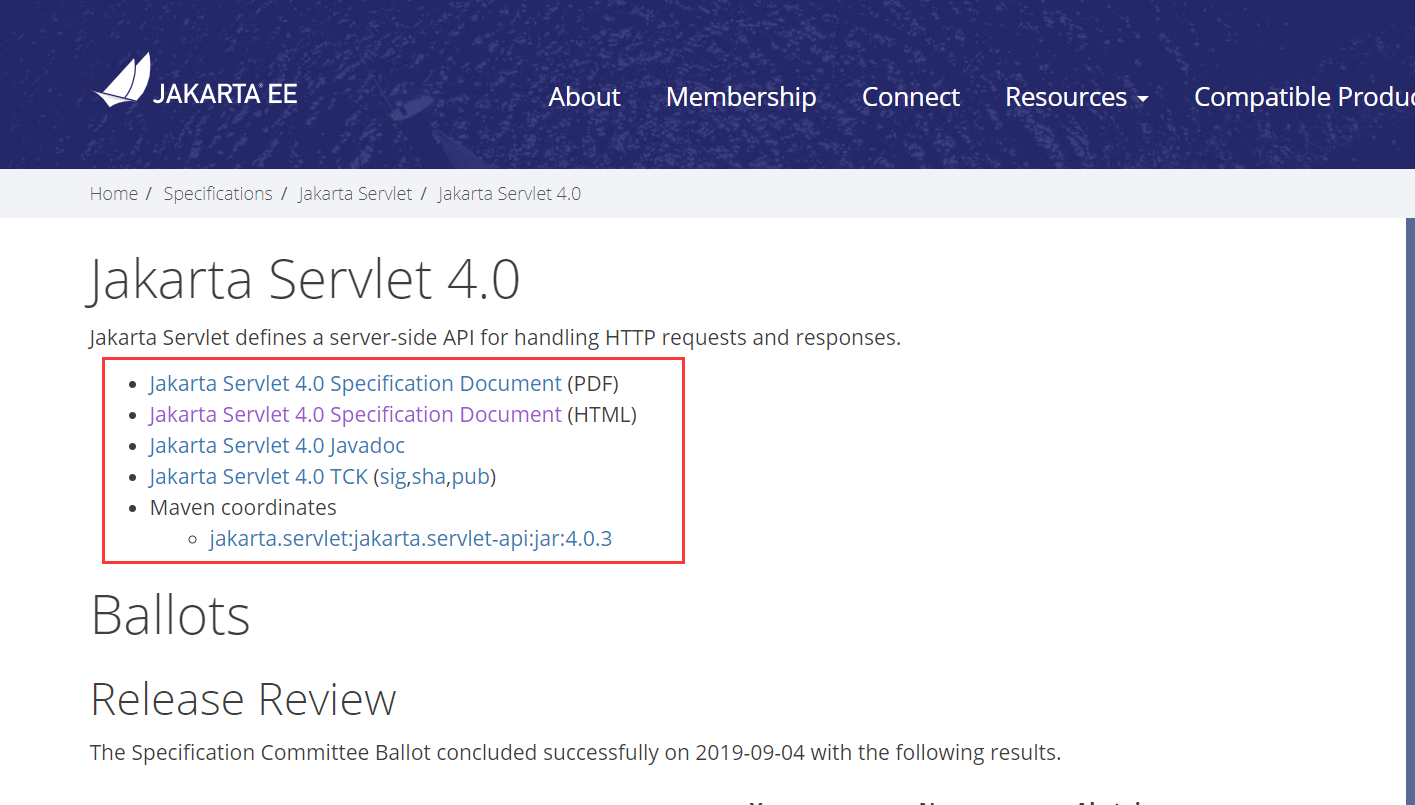 JAKARTA® EE
About Membership Connect Resources Compatible
Home / Specifications / Jakarta Servlet / Jakarta Servlet 4.0
Jakarta Servlet 4.0
Jakarta Servlet defines a server-side API for handling HTTP requests and responses.
Jakarta Servlet 4.0 Specification Document (PDF)
Jakarta Servlet 4.0 Specification Document (HTML)
Jakarta Servlet 4.0 Javadoc
Jakarta Servlet 4.0 TCK (sig,sha,pub)
Maven coordinates
jakarta.servlet:jakarta.servlet-api:jar:4.0.3
Ballots
Release Review
The Specification Committee Ballot concluded successfully on 2019-09-04 with the following results.